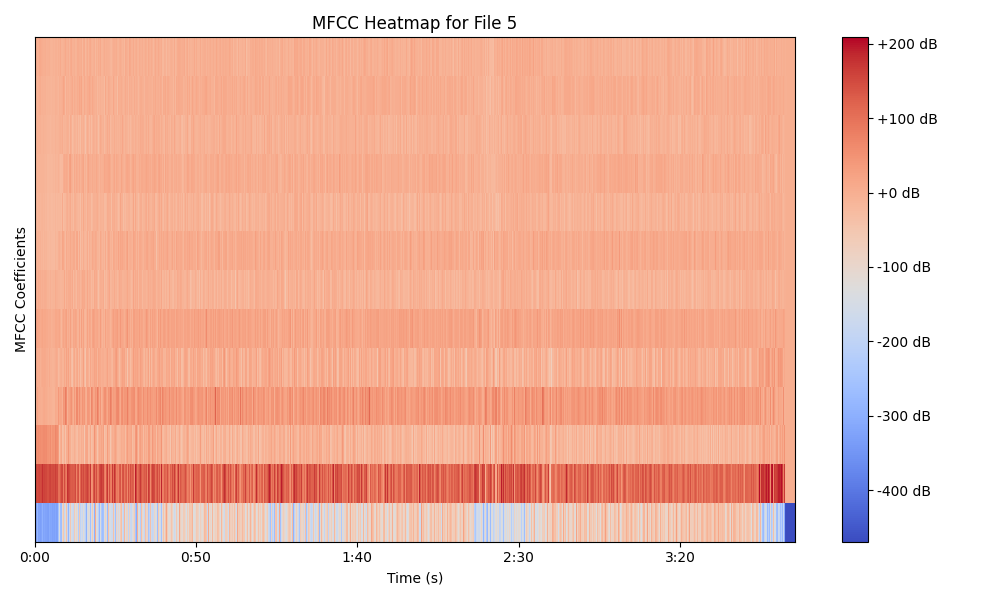 MFCC Heatmap for File 5
MFCC Coefficients
0:00 0:50 1:40 2:30 3:20
Time (s)
+200 dB
+100 dB
+0 dB
-100 dB
-200 dB
-300 dB
-400 dB